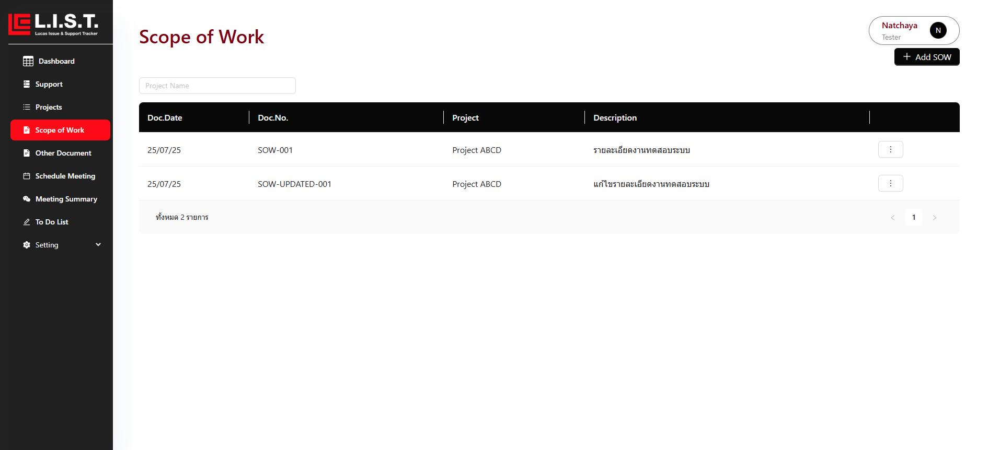 L.I.S.T.
Lucas Issue & Support Tracker
Dashboard
Support
Projects
Scope of Work
Other Document
Schedule Meeting
Meeting Summary
To Do List
Setting
Scope of Work
Natchaya
Tester
N
+ Add SOW
Project Name
Doc.Date Doc.No. Project Description
25/07/25 SOW-001 Project ABCD รายละเอียดงานทดสอบระบบ
25/07/25 SOW-UPDATED-001 Project ABCD แก้ไขรายละเอียดงานทดสอบระบบ
ทั้งหมด 2 รายการ
< 1 >